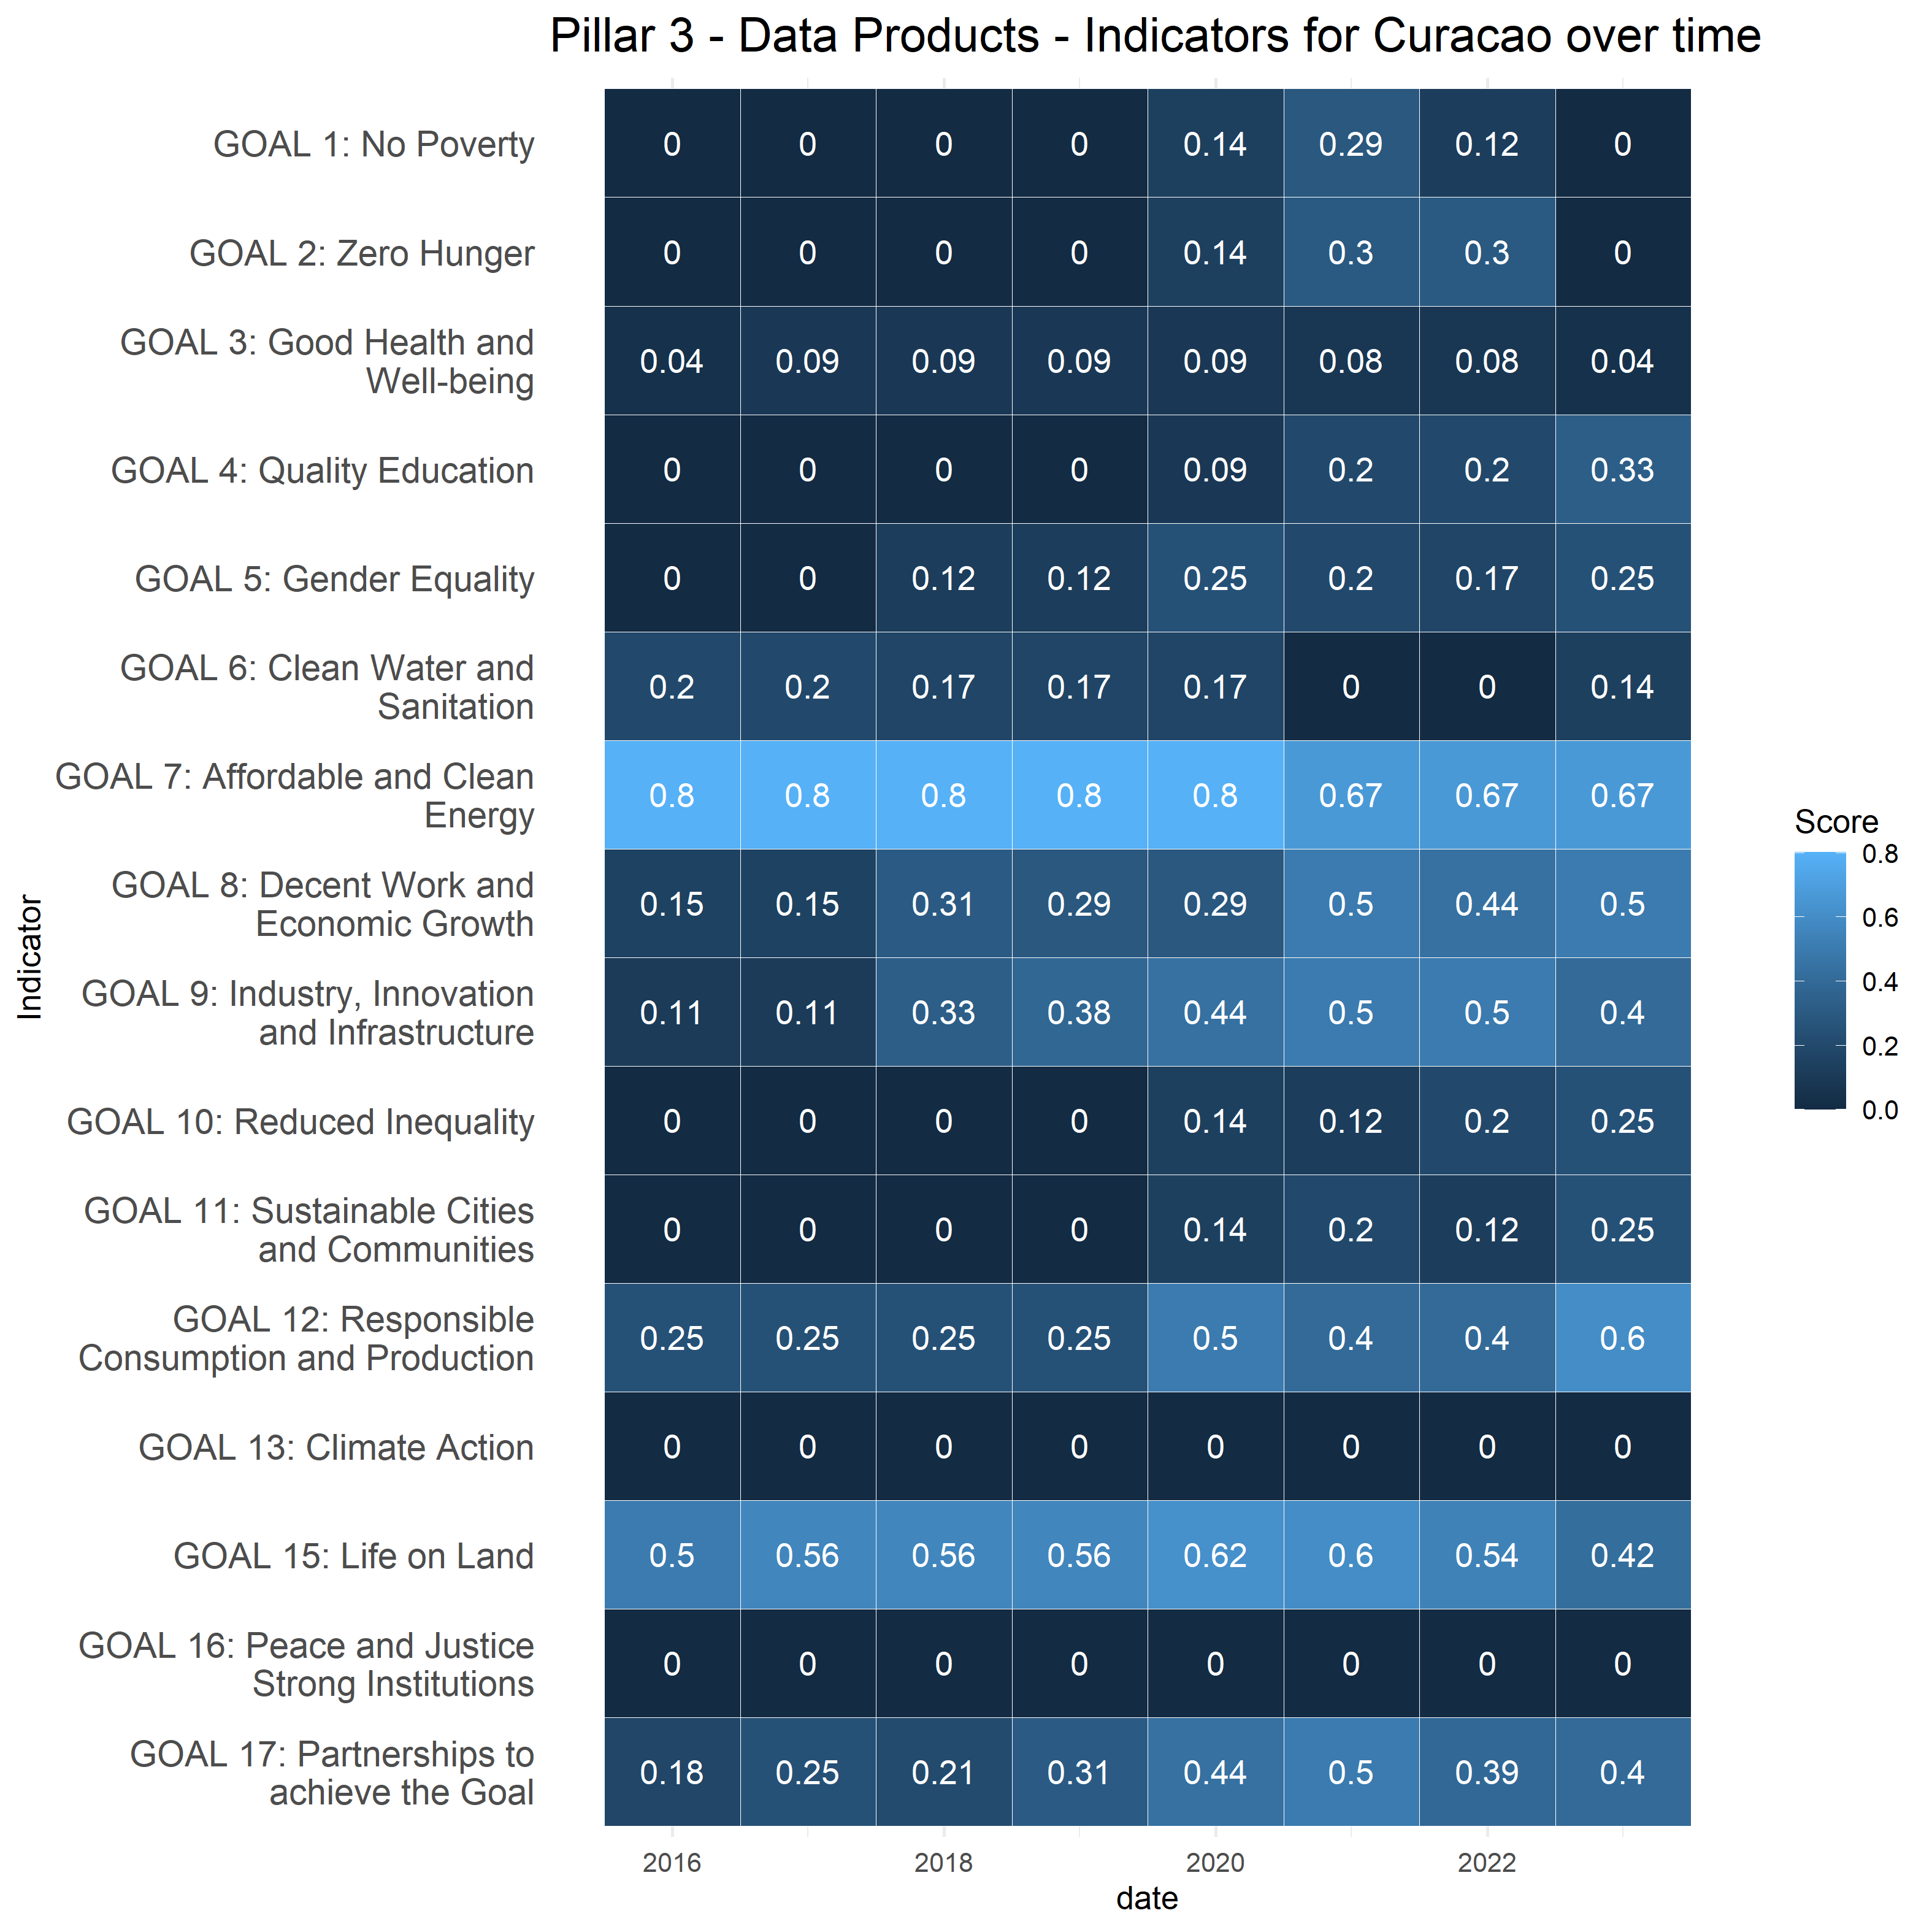 Pillar 3 - Data Products - Indicators for Curacao over time
GOAL 1: No Poverty 0 0 0 0 0.14 0.29 0.12 0
GOAL 2: Zero Hunger 0 0 0 0 0.14 0.3 0.3 0
GOAL 3: Good Health and
Well-being
0.04 0.09 0.09 0.09 0.09 0.08 0.08 0.04
GOAL 4: Quality Education 0 0 0 0 0.09 0.2 0.2 0.33
GOAL 5: Gender Equality 0 0 0.12 0.12 0.25 0.2 0.17 0.25
GOAL 6: Clean Water and
Sanitation
0.2 0.2 0.17 0.17 0.17 0 0 0.14
GOAL 7: Affordable and Clean
Energy
0.8 0.8 0.8 0.8 0.8 0.67 0.67 0.67
GOAL 8: Decent Work and
Economic Growth
0.15 0.15 0.31 0.29 0.29 0.5 0.44 0.5
GOAL 9: Industry, Innovation
and Infrastructure
0.11 0.11 0.33 0.38 0.44 0.5 0.5 0.4
GOAL 10: Reduced Inequality 0 0 0 0 0.14 0.12 0.2 0.25
GOAL 11: Sustainable Cities
and Communities
0 0 0 0 0.14 0.2 0.12 0.25
GOAL 12: Responsible
Consumption and Production
0.25 0.25 0.25 0.25 0.5 0.4 0.4 0.6
GOAL 13: Climate Action 0 0 0 0 0 0 0 0
GOAL 15: Life on Land 0.5 0.56 0.56 0.56 0.62 0.6 0.54 0.42
GOAL 16: Peace and Justice
Strong Institutions
0 0 0 0 0 0 0 0
GOAL 17: Partnerships to
achieve the Goal
0.18 0.25 0.21 0.31 0.44 0.5 0.39 0.4
2016 2018 2020 2022
date
Indicator
Score
0.8
0.6
0.4
0.2
0.0